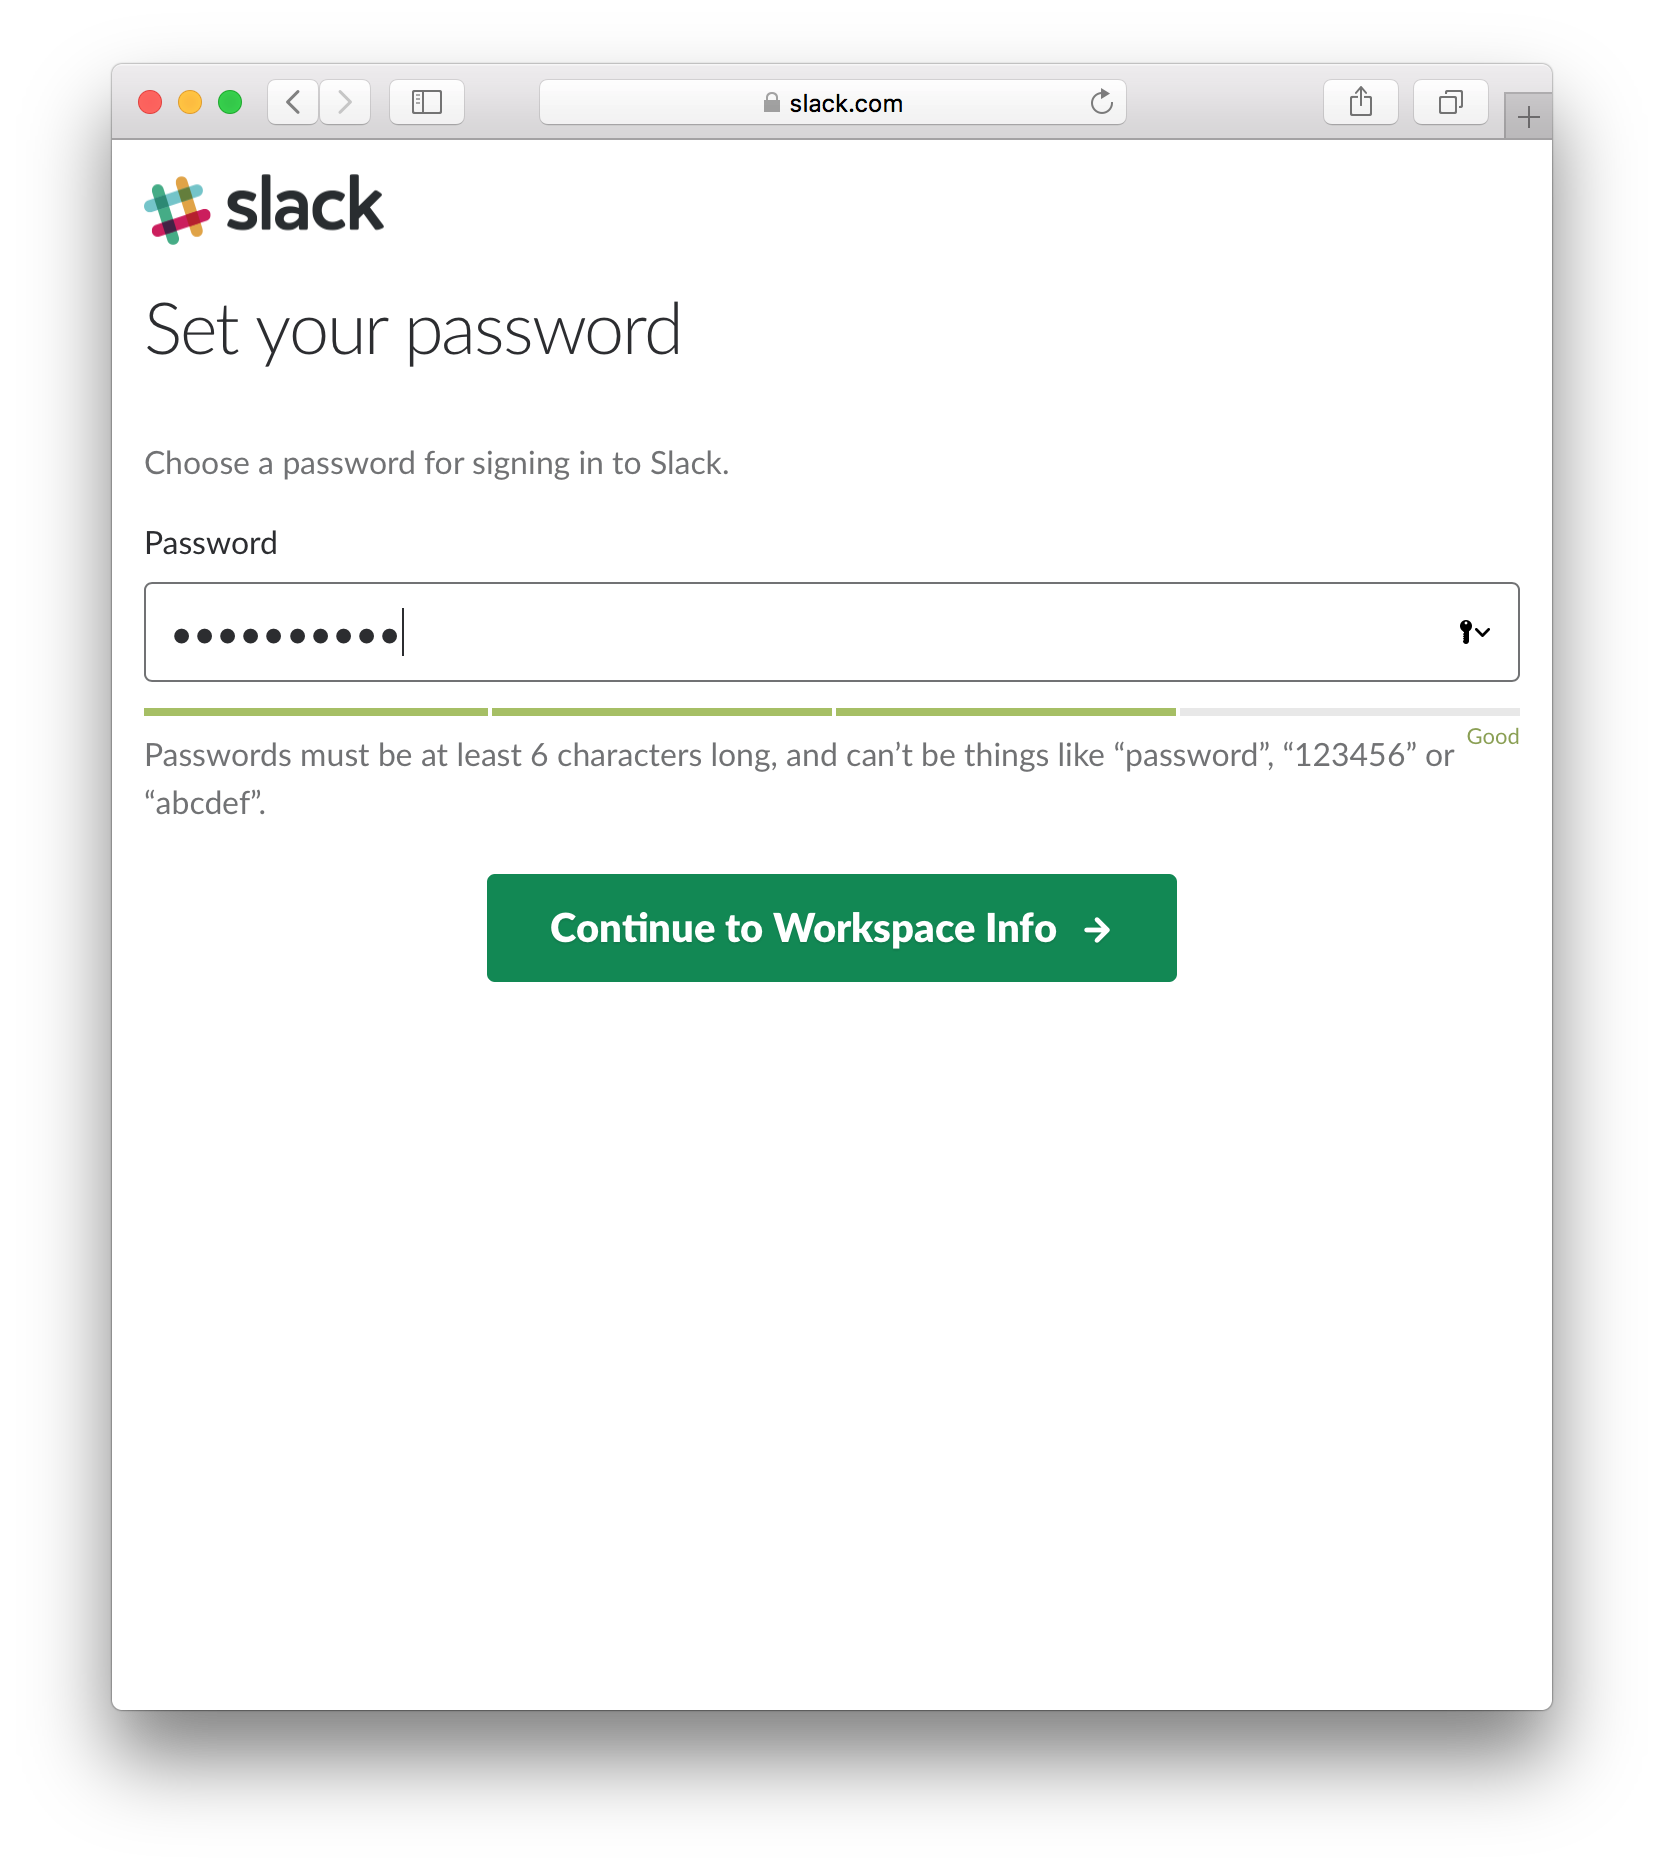 slack.com
slack
Set your password
Choose a password for signing in to Slack.
Password
Good
Passwords must be at least 6 characters long, and can’t be things like “password”, “123456” or
“abcdef”.
Continue to Workspace Info →